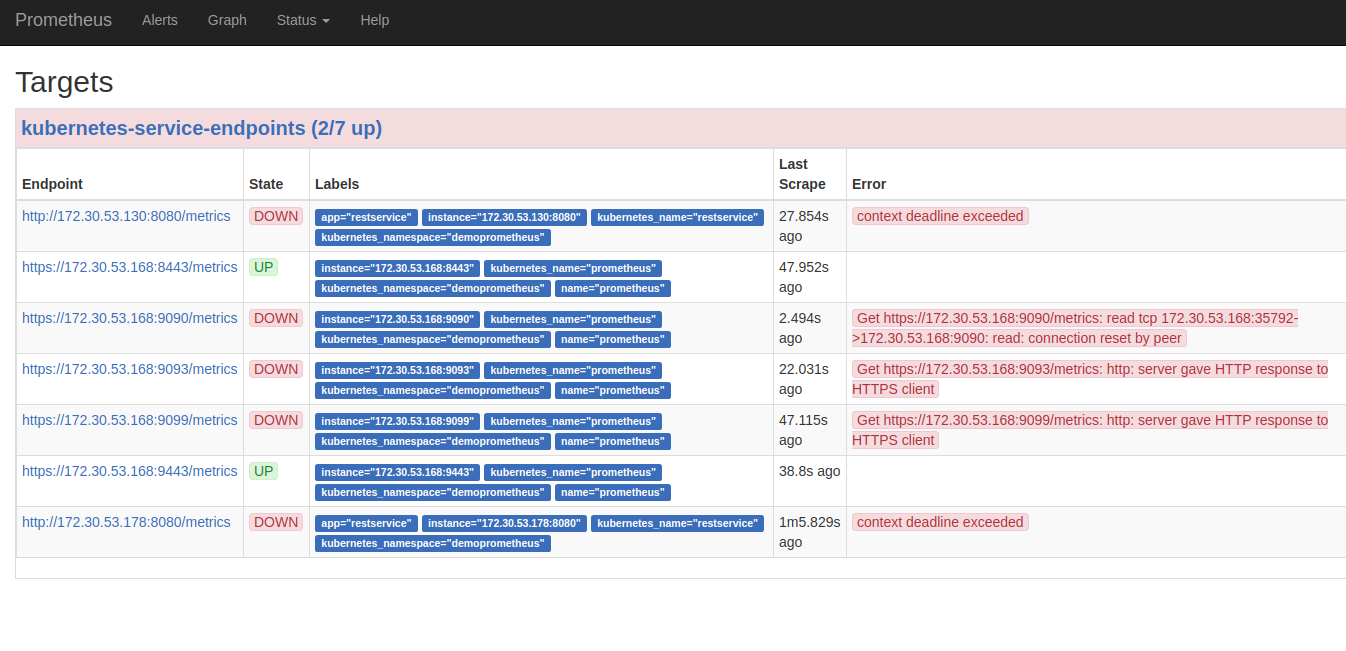 Prometheus Alerts Graph Status Help
Targets
kubernetes-service-endpoints (2/7 up)
Endpoint State Labels Last Scrape Error
http://172.30.53.130:8080/metrics DOWN app="restservice" instance="172.30.53.130:8080" kubernetes_name="restservice" 27.854s context deadline exceeded
kubernetes_namespace="demoprometheus" ago
https://172.30.53.168:8443/metrics UP instance="172.30.53.168:8443" kubernetes_name="prometheus" 47.952s
kubernetes_namespace="demoprometheus" name="prometheus" ago
https://172.30.53.168:9090/metrics DOWN instance="172.30.53.168:9090" kubernetes_name="prometheus" 2.494s Get https://172.30.53.168:9090/metrics: read tcp 172.30.53.168:35792-
kubernetes_namespace="demoprometheus" name="prometheus" ago >172.30.53.168:9090: read: connection reset by peer
https://172.30.53.168:9093/metrics DOWN instance="172.30.53.168:9093" kubernetes_name="prometheus" 22.031s Get https://172.30.53.168:9093/metrics: http: server gave HTTP response to
kubernetes_namespace="demoprometheus" name="prometheus" ago HTTPS client
https://172.30.53.168:9099/metrics DOWN instance="172.30.53.168:9099" kubernetes_name="prometheus" 47.115s Get https://172.30.53.168:9099/metrics: http: server gave HTTP response to
kubernetes_namespace="demoprometheus" name="prometheus" ago HTTPS client
https://172.30.53.168:9443/metrics UP instance="172.30.53.168:9443" kubernetes_name="prometheus" 38.8s ago
kubernetes_namespace="demoprometheus" name="prometheus"
http://172.30.53.178:8080/metrics DOWN app="restservice" instance="172.30.53.178:8080" kubernetes_name="restservice" 1m5.829s context deadline exceeded
kubernetes_namespace="demoprometheus" ago